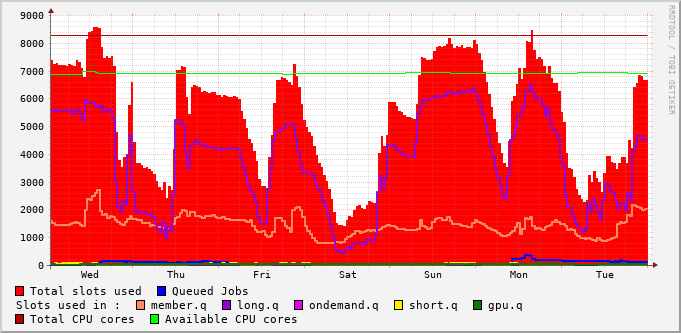 9000
8000
7000
6000
5000
4000
3000
2000
1000
0
Wed Thu Fri Sat Sun Mon Tue
RRDTOOL / TOBI OETIKER
Total slots used Queued Jobs
Slots used in : member.q long.q ondemand.q short.q gpu.q
Total CPU cores Available CPU cores